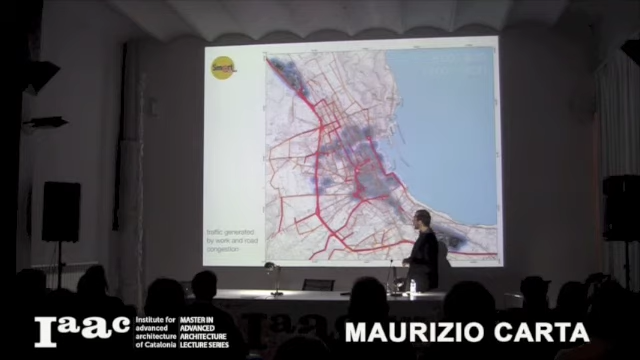 Smart
traffic generated
by work and road
congestion
Iaac
Institute for
advanced
architecture
of Catalonia
MASTER IN
ADVANCED
ARCHITECTURE
LECTURE SERIES
MAURIZIO CARTA